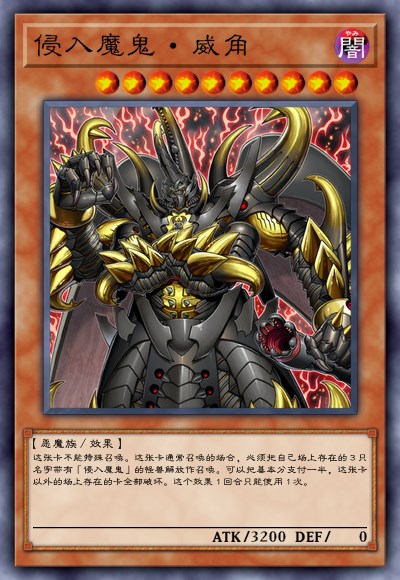 侵入魔鬼・威角
やみ
闇
【恶魔族／效果】
这张卡不能特殊召唤。这张卡通常召唤的场合，必须把自己场上存在的3只
名字带有「侵入魔鬼」的怪兽解放作召唤。可以把基本分支付一半，这张卡
以外的场上存在的卡全部破坏。这个效果1回合只能使用1次。
ATK/3200 DEF/ 0